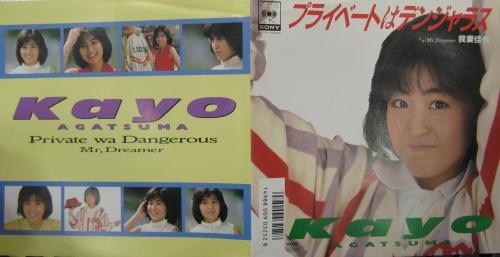 Kayo
AGATSUMA
Private wa Dangerous
Mr, Dreamer
CBS
SONY
プライベートはデンジャラス
c/w Mr. Dreamer
我妻佳代
Kayo
AGATSUMA